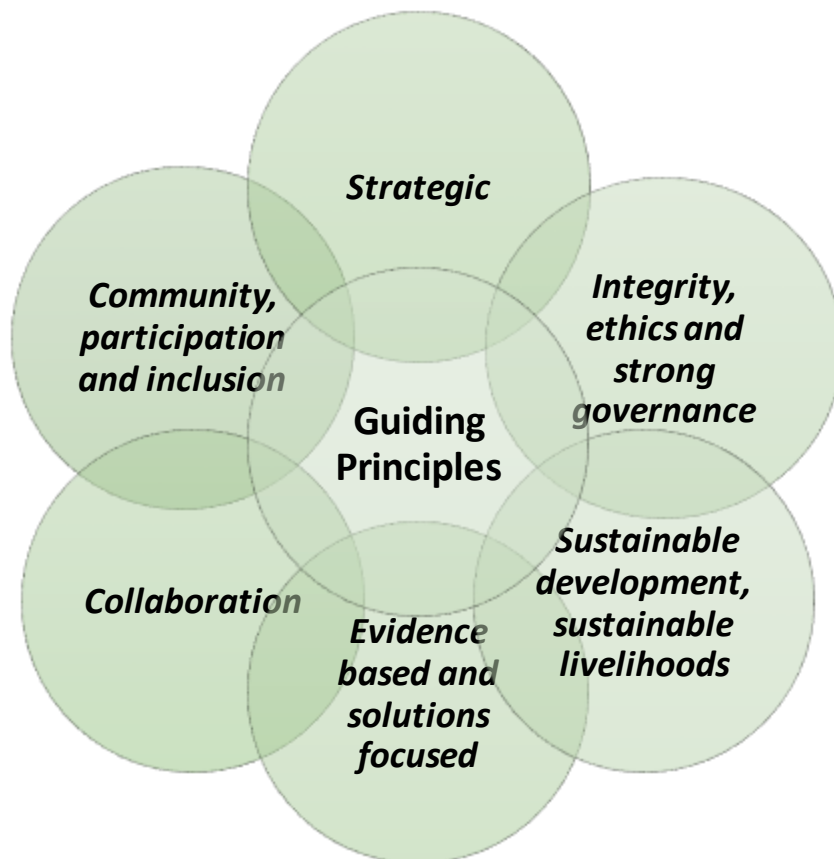 Strategic
Integrity,
ethics and
strong
governance
Sustainable
development,
sustainable
livelihoods
Evidence
based and
solutions
focused
Collaboration
Community,
participation
and inclusion
Guiding
Principles